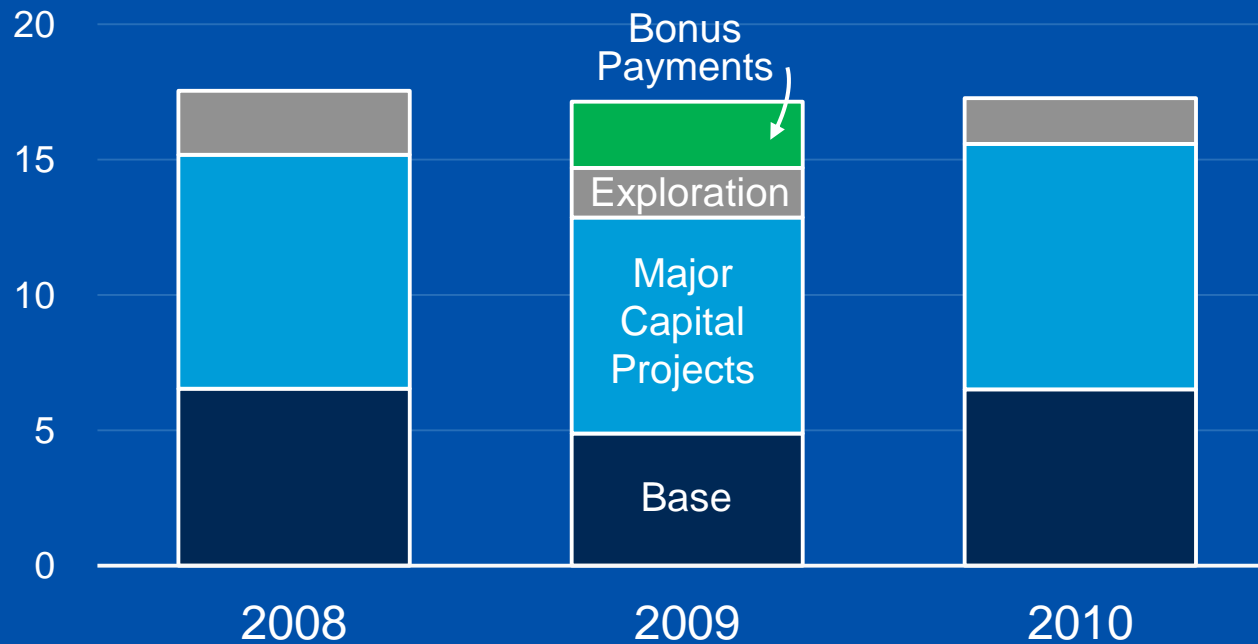 20
Bonus
Payments
15
Exploration
Major
Capital
Projects
10
5
Base
0
2008
2009
2010